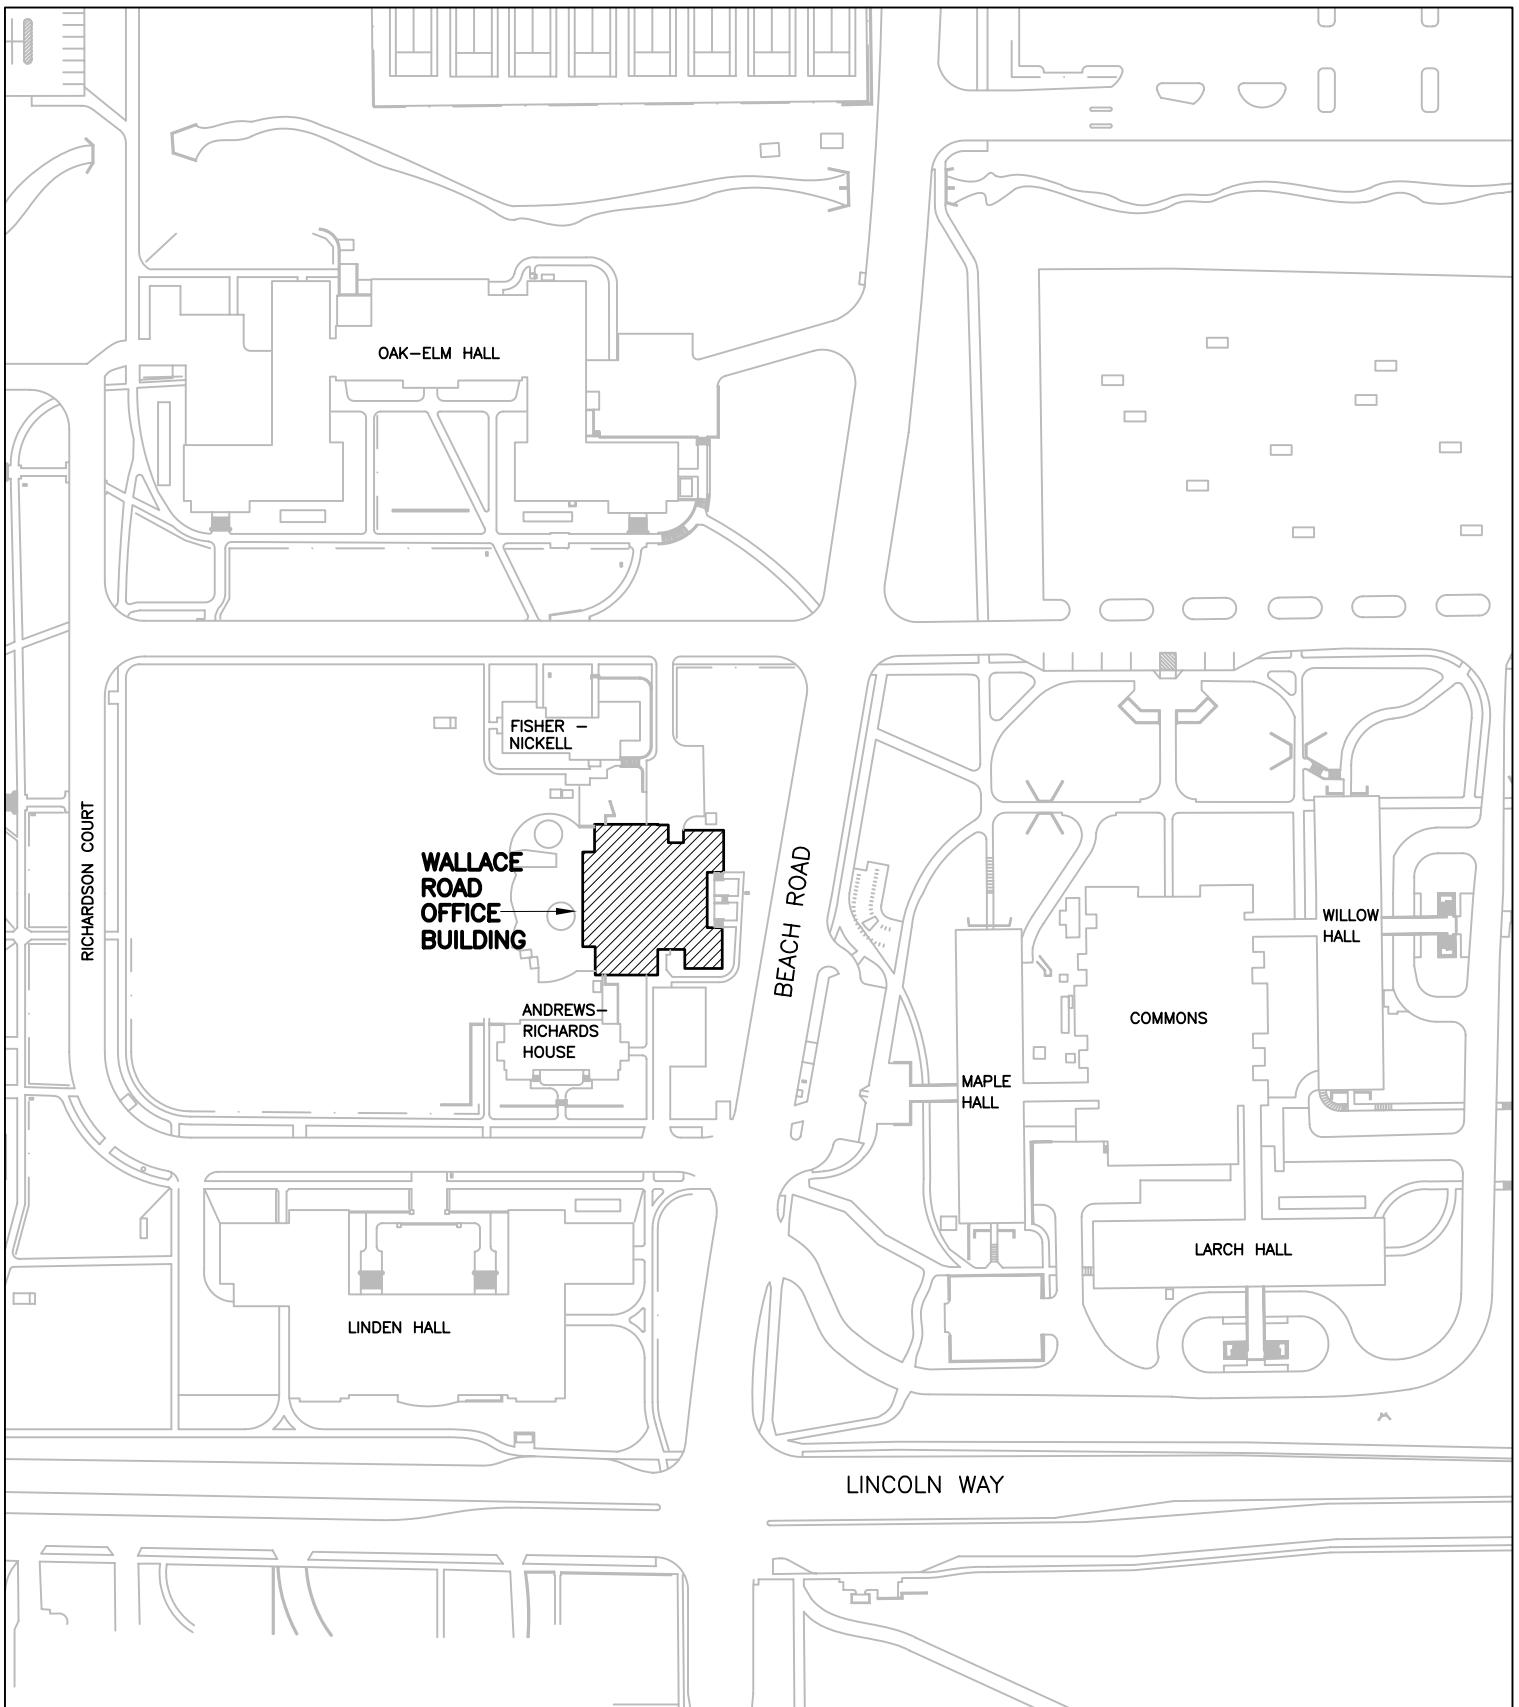 OAK-ELM HALL
FISHER -
NICKELL
RICHARDSON COURT
WALLACE
ROAD
OFFICE
BUILDING
BEACH ROAD
WILLOW
HALL
ANDREWS-
RICHARDS
HOUSE
COMMONS
MAPLE
HALL
LARCH HALL
LINDEN HALL
LINCOLN WAY